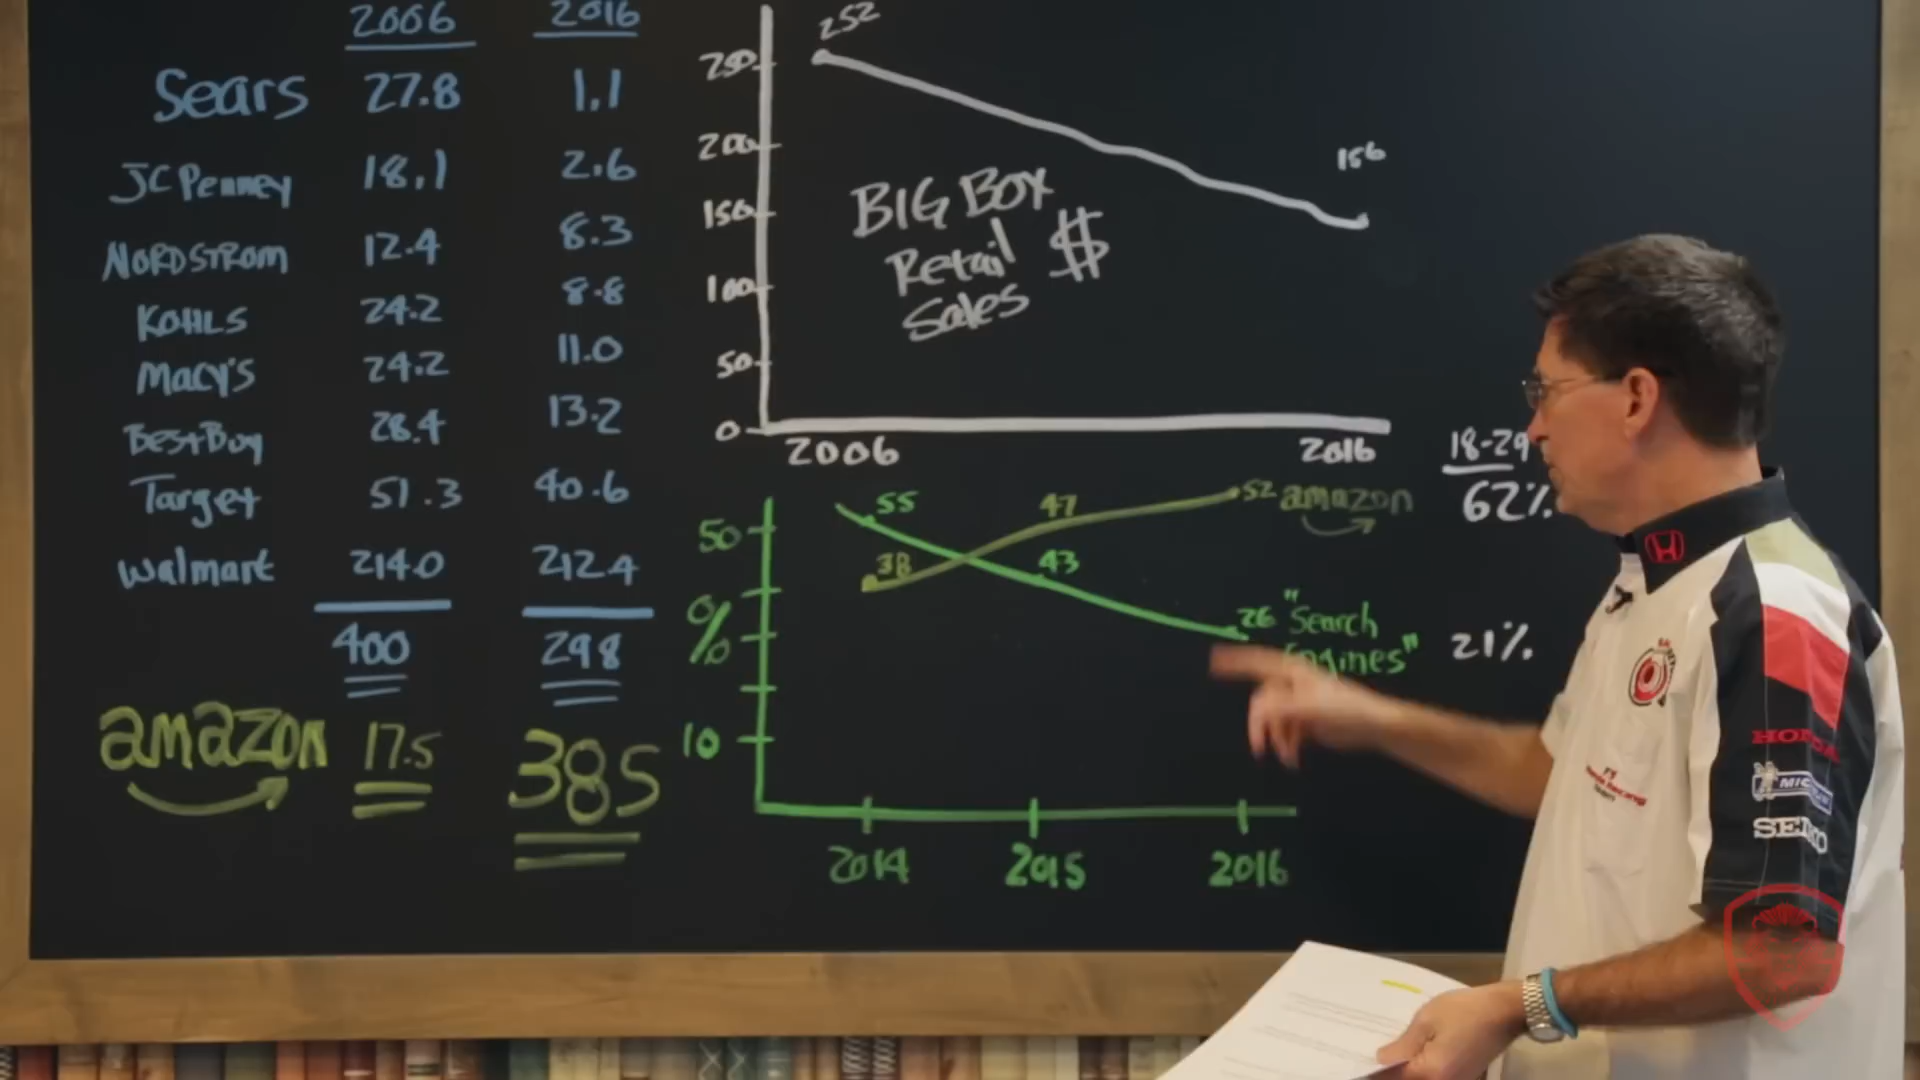 2006 2016
Sears 27.8 1.1
JC Penney 18.1 2.6
NORDSTROM 12.4 8.3
KOHLS 24.2 8.8
Macy's 24.2 11.0
Best Buy 28.4 13.2
Target 51.3 40.6
Walmart 214.0 212.4
400 298
amazon 17.5 385
252
250
200
150
100
50
0
156
BIG BOX
Retail $
Sales
2006 2016
50
%
10
55
38
47
43
52 amazon
26 "Search
Engines"
2014 2015 2016
18-29
62%
21%
HONDA
SEIKO